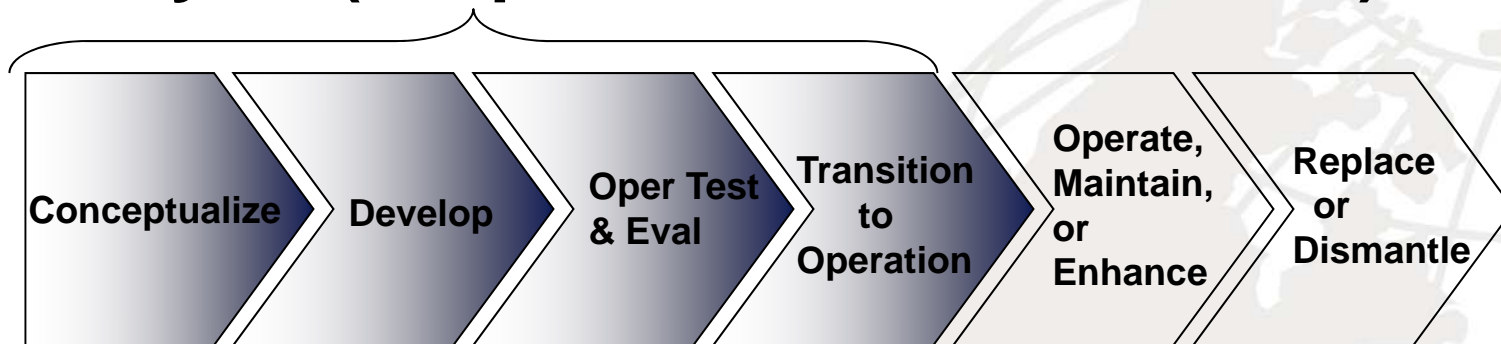 Conceptualize
Develop
Oper Test
& Eval
Transition
to
Operation
Operate,
Maintain,
or
Enhance
Replace
or
Dismantle